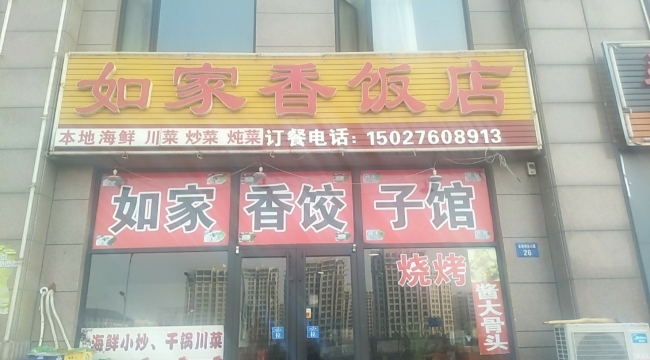 如家香饭店
本地海鲜 川菜 炒菜 炖菜 订餐电话：15027608913
如家香饺子馆
烧烤
酱大骨头
海鲜小炒、干锅川菜
26